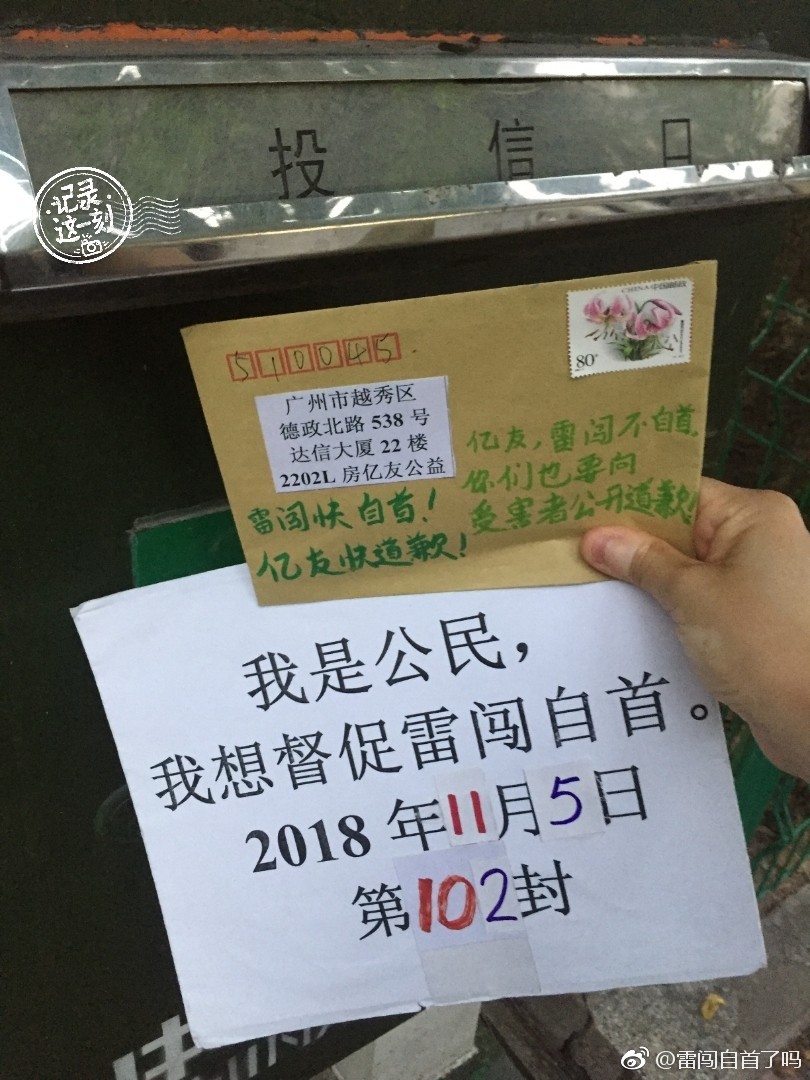 投 信 口
记录
这一刻
510045
CHINA 中国邮政
80分
广州市越秀区
德政北路 538 号
达信大厦 22 楼
2202L 房亿友公益
亿友,雷闯不自首,
你们也要向
受害者公开道歉!
雷闯快自首!
亿友快道歉!
我是公民,
我想督促雷闯自首。
2018 年 11 月 5 日
第 102 封
@雷闯自首了吗